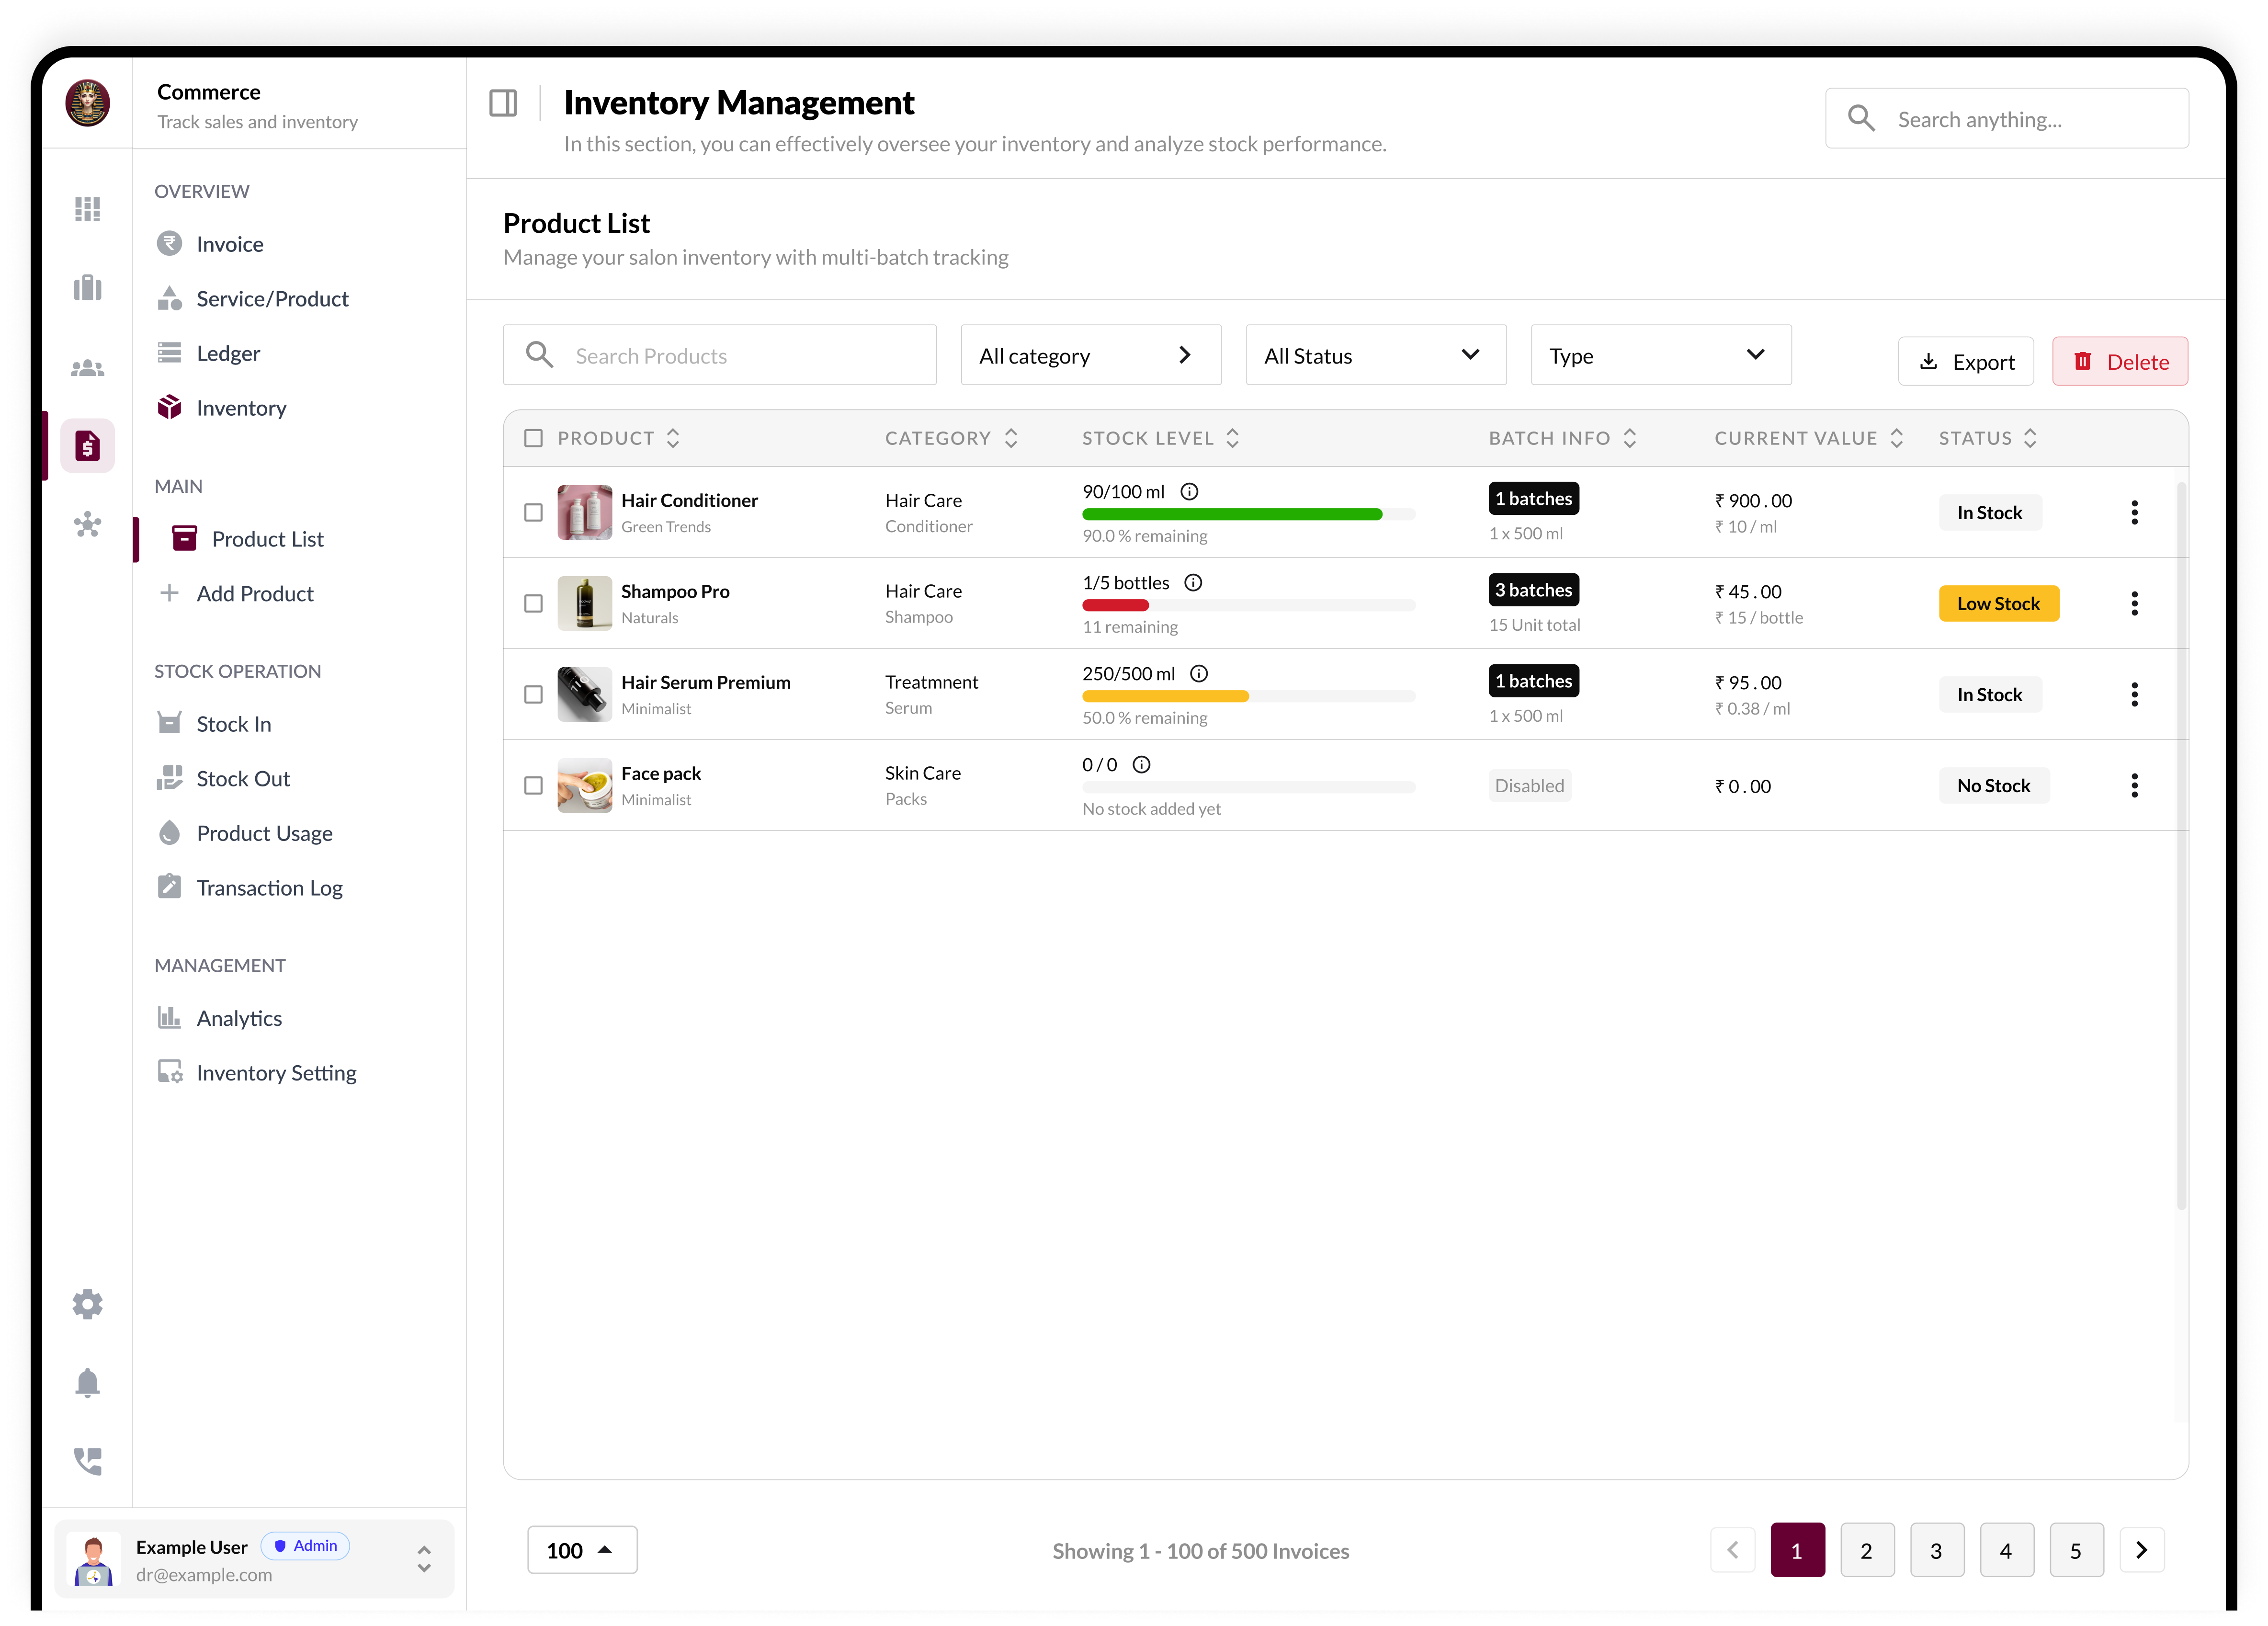 Commerce
Track sales and inventory
OVERVIEW
Invoice
Service/Product
Ledger
Inventory
MAIN
Product List
Add Product
STOCK OPERATION
Stock In
Stock Out
Product Usage
Transaction Log
MANAGEMENT
Analytics
Inventory Setting
Example User Admin
dr@example.com
Inventory Management
In this section, you can effectively oversee your inventory and analyze stock performance.
Search anything...
Product List
Manage your salon inventory with multi-batch tracking
Search Products All category All Status Type Export Delete
PRODUCT CATEGORY STOCK LEVEL BATCH INFO CURRENT VALUE STATUS
Hair Conditioner
Green Trends
Hair Care
Conditioner
90/100 ml
90.0 % remaining
1 batches
1 x 500 ml
₹ 900 . 00
₹ 10 / ml
In Stock
Shampoo Pro
Naturals
Hair Care
Shampoo
1/5 bottles
11 remaining
3 batches
15 Unit total
₹ 45 . 00
₹ 15 / bottle
Low Stock
Hair Serum Premium
Minimalist
Treatmnent
Serum
250/500 ml
50.0 % remaining
1 batches
1 x 500 ml
₹ 95 . 00
₹ 0.38 / ml
In Stock
Face pack
Minimalist
Skin Care
Packs
0 / 0
No stock added yet
Disabled
₹ 0 . 00
No Stock
100
Showing 1 - 100 of 500 Invoices
1 2 3 4 5